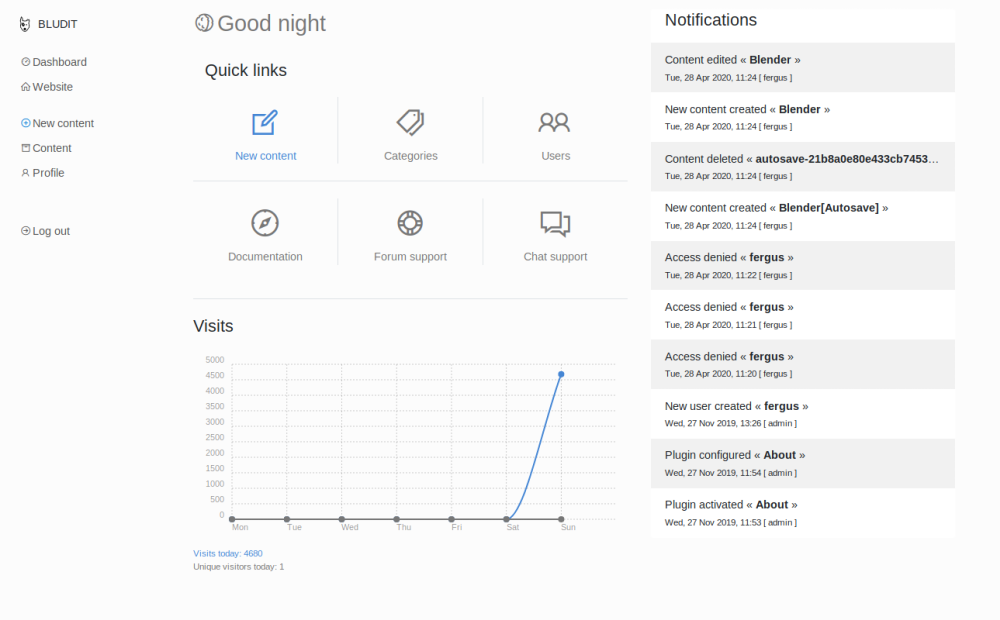 BLUDIT
Dashboard
Website
New content
Content
Profile
Log out
Good night
Quick links
New content
Categories
Users
Documentation
Forum support
Chat support
Visits
5000
4500
4000
3500
3000
2500
2000
1500
1000
500
0
Mon Tue Wed Thu Fri Sat Sun
Visits today: 4680
Unique visitors today: 1
Notifications
Content edited « Blender »
Tue, 28 Apr 2020, 11:24 [ fergus ]
New content created « Blender »
Tue, 28 Apr 2020, 11:24 [ fergus ]
Content deleted « autosave-21b8a0e80e433cb7453...
Tue, 28 Apr 2020, 11:24 [ fergus ]
New content created « Blender[Autosave] »
Tue, 28 Apr 2020, 11:24 [ fergus ]
Access denied « fergus »
Tue, 28 Apr 2020, 11:22 [ fergus ]
Access denied « fergus »
Tue, 28 Apr 2020, 11:21 [ fergus ]
Access denied « fergus »
Tue, 28 Apr 2020, 11:20 [ fergus ]
New user created « fergus »
Wed, 27 Nov 2019, 13:26 [ admin ]
Plugin configured « About »
Wed, 27 Nov 2019, 11:54 [ admin ]
Plugin activated « About »
Wed, 27 Nov 2019, 11:53 [ admin ]